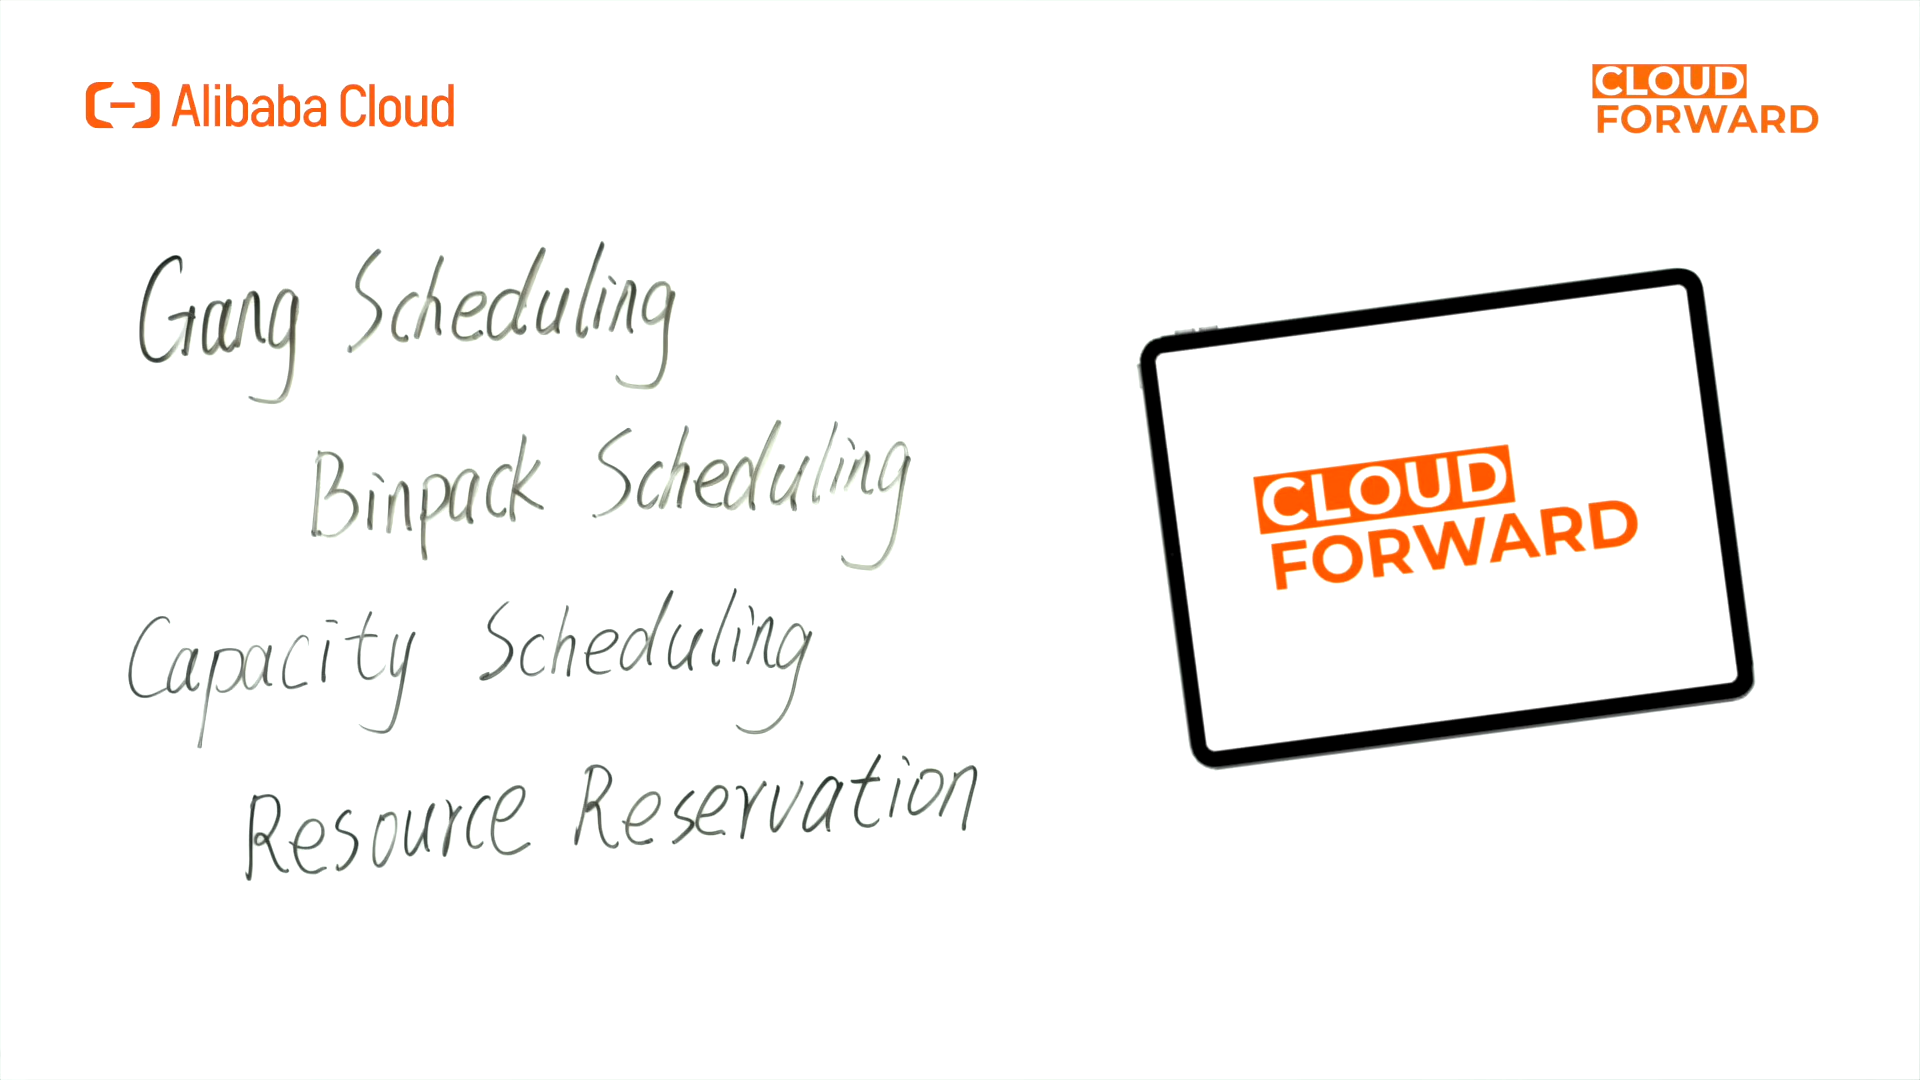 Alibaba Cloud
CLOUD
FORWARD
Gang Scheduling
Binpack Scheduling
Capacity Scheduling
Resource Reservation
CLOUD
FORWARD